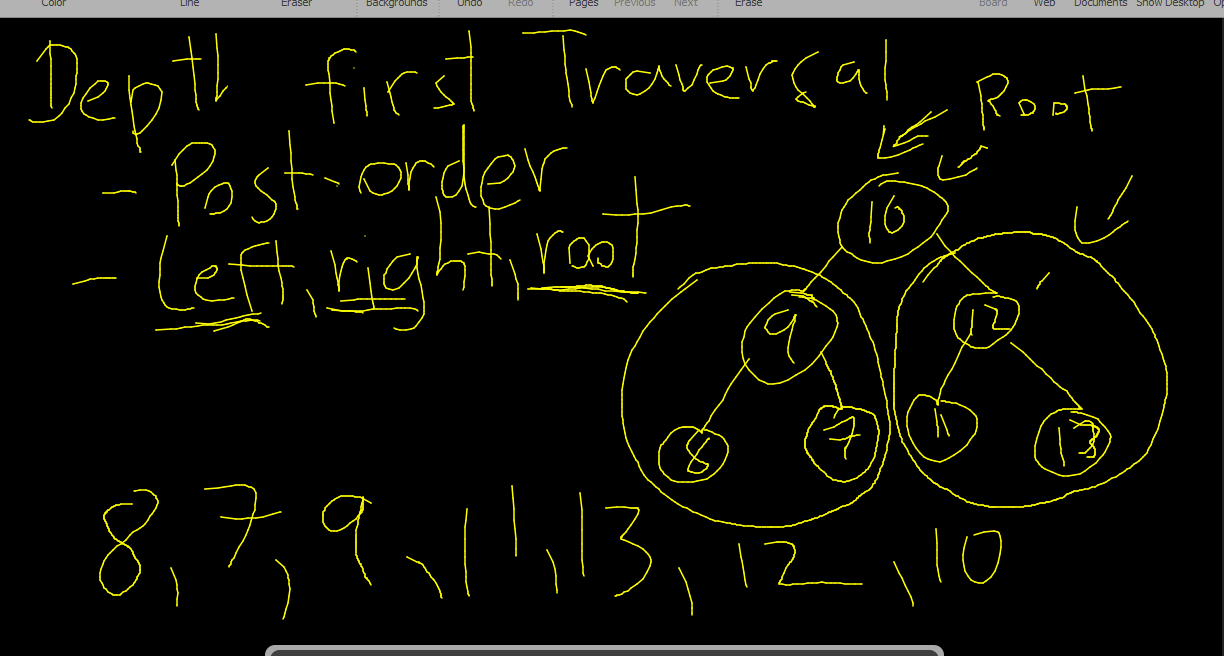 Color Line Eraser Backgrounds Undo Redo Pages Previous Next Erase Board Web Documents Show Desktop
Depth first Traversal
Root
- Post-order
- Left, right, root
10
9 12
8 7 11 13
8, 7, 9, 11, 13, 12, 10